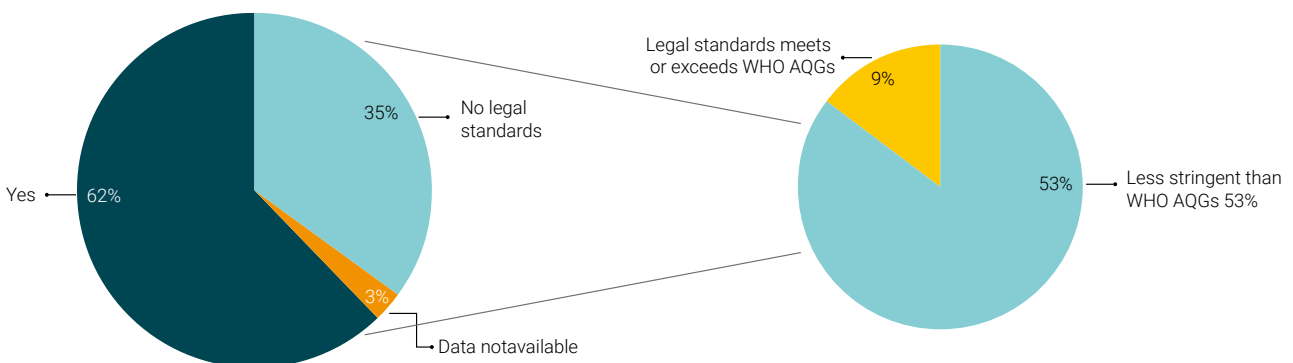 Yes
62%
35%
No legal
standards
3%
Data notavailable
Legal standards meets
or exceeds WHO AQGs
9%
53%
Less stringent than
WHO AQGs 53%